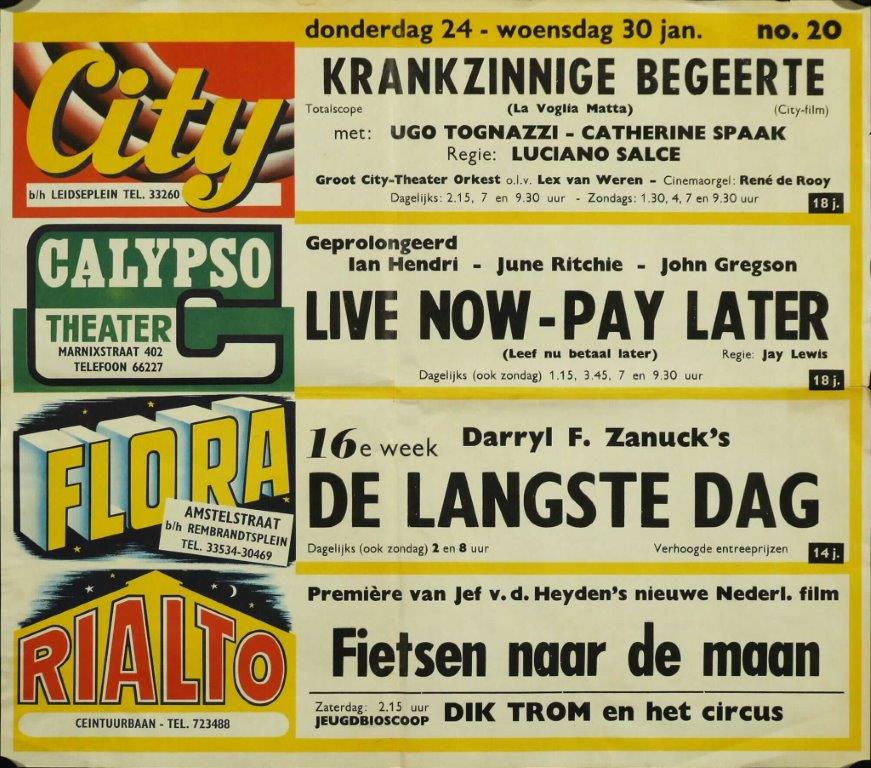 donderdag 24 - woensdag 30 jan. no. 20
City
b/h LEIDSEPLEIN TEL. 33260
KRANKZINNIGE BEGEERTE
Totalscope (La Voglia Matta) (City-film)
met: UGO TOGNAZZI - CATHERINE SPAAK
Regie: LUCIANO SALCE
Groot City-Theater Orkest o.l.v. Lex van Weren - Cinemaorgel: René de Rooy
Dagelijks: 2.15, 7 en 9.30 uur - Zondags: 1.30, 4, 7 en 9.30 uur
18 j.
CALYPSO
THEATER
MARNIXSTRAAT 402
TELEFOON 66227
Geprolongeerd
Ian Hendri - June Ritchie - John Gregson
LIVE NOW - PAY LATER
(Leef nu betaal later) Regie: Jay Lewis
Dagelijks (ook zondag) 1.15, 3.45, 7 en 9.30 uur
18 j.
FLORA
AMSTELSTRAAT
b/h REMBRANDTSPLEIN
TEL. 33534-30469
16e week Darryl F. Zanuck's
DE LANGSTE DAG
Dagelijks (ook zondag) 2 en 8 uur Verhoogde entreeprijzen
14 j.
RIALTO
CEINTUURBAAN - TEL. 723488
Première van Jef v. d. Heyden's nieuwe Nederl. film
Fietsen naar de maan
Zaterdag: 2.15 uur
JEUGDBIOSCOOP DIK TROM en het circus